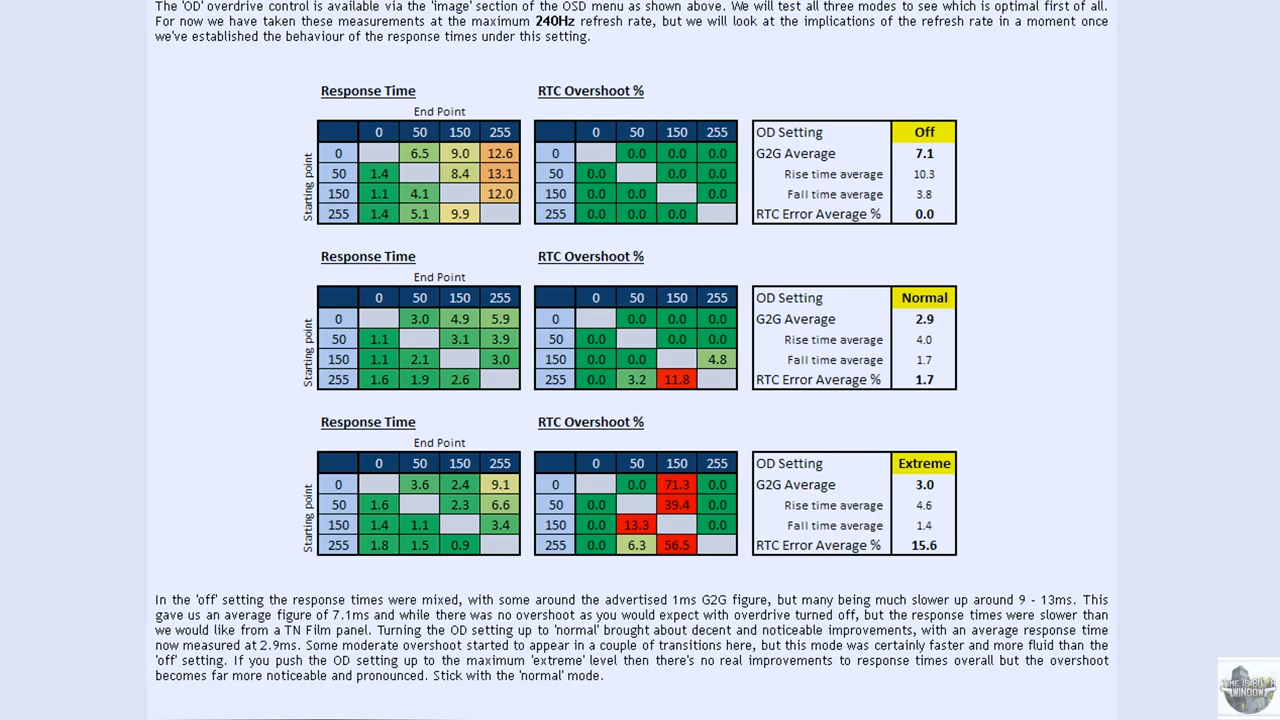 The 'OD' overdrive control is available via the 'image' section of the OSD menu as shown above. We will test all three modes to see which is optimal first of all.
For now we have taken these measurements at the maximum 240Hz refresh rate, but we will look at the implications of the refresh rate in a moment once
we've established the behaviour of the response times under this setting.
Response Time RTC Overshoot %
End Point
0 50 150 255 0 50 150 255 OD Setting Off
0 6.5 9.0 12.6 0 0.0 0.0 0.0 G2G Average 7.1
50 1.4 8.4 13.1 50 0.0 0.0 0.0 Rise time average 10.3
150 1.1 4.1 12.0 150 0.0 0.0 0.0 Fall time average 3.8
255 1.4 5.1 9.9 255 0.0 0.0 0.0 RTC Error Average % 0.0
Starting point
Response Time RTC Overshoot %
End Point
0 50 150 255 0 50 150 255 OD Setting Normal
0 3.0 4.9 5.9 0 0.0 0.0 0.0 G2G Average 2.9
50 1.1 3.1 3.9 50 0.0 0.0 0.0 Rise time average 4.0
150 1.1 2.1 3.0 150 0.0 0.0 4.8 Fall time average 1.7
255 1.6 1.9 2.6 255 0.0 3.2 11.8 RTC Error Average % 1.7
Starting point
Response Time RTC Overshoot %
End Point
0 50 150 255 0 50 150 255 OD Setting Extreme
0 3.6 2.4 9.1 0 0.0 71.3 0.0 G2G Average 3.0
50 1.6 2.3 6.6 50 0.0 39.4 0.0 Rise time average 4.6
150 1.4 1.1 3.4 150 0.0 13.3 0.0 Fall time average 1.4
255 1.8 1.5 0.9 255 0.0 6.3 56.5 RTC Error Average % 15.6
Starting point
In the 'off' setting the response times were mixed, with some around the advertised 1ms G2G figure, but many being much slower up around 9 - 13ms. This
gave us an average figure of 7.1ms and while there was no overshoot as you would expect with overdrive turned off, but the response times were slower than
we would like from a TN Film panel. Turning the OD setting up to 'normal' brought about decent and noticeable improvements, with an average response time
now measured at 2.9ms. Some moderate overshoot started to appear in a couple of transitions here, but this mode was certainly faster and more fluid than the
'off' setting. If you push the OD setting up to the maximum 'extreme' level then there's no real improvements to response times overall but the overshoot
becomes far more noticeable and pronounced. Stick with the 'normal' mode.
WINDOW